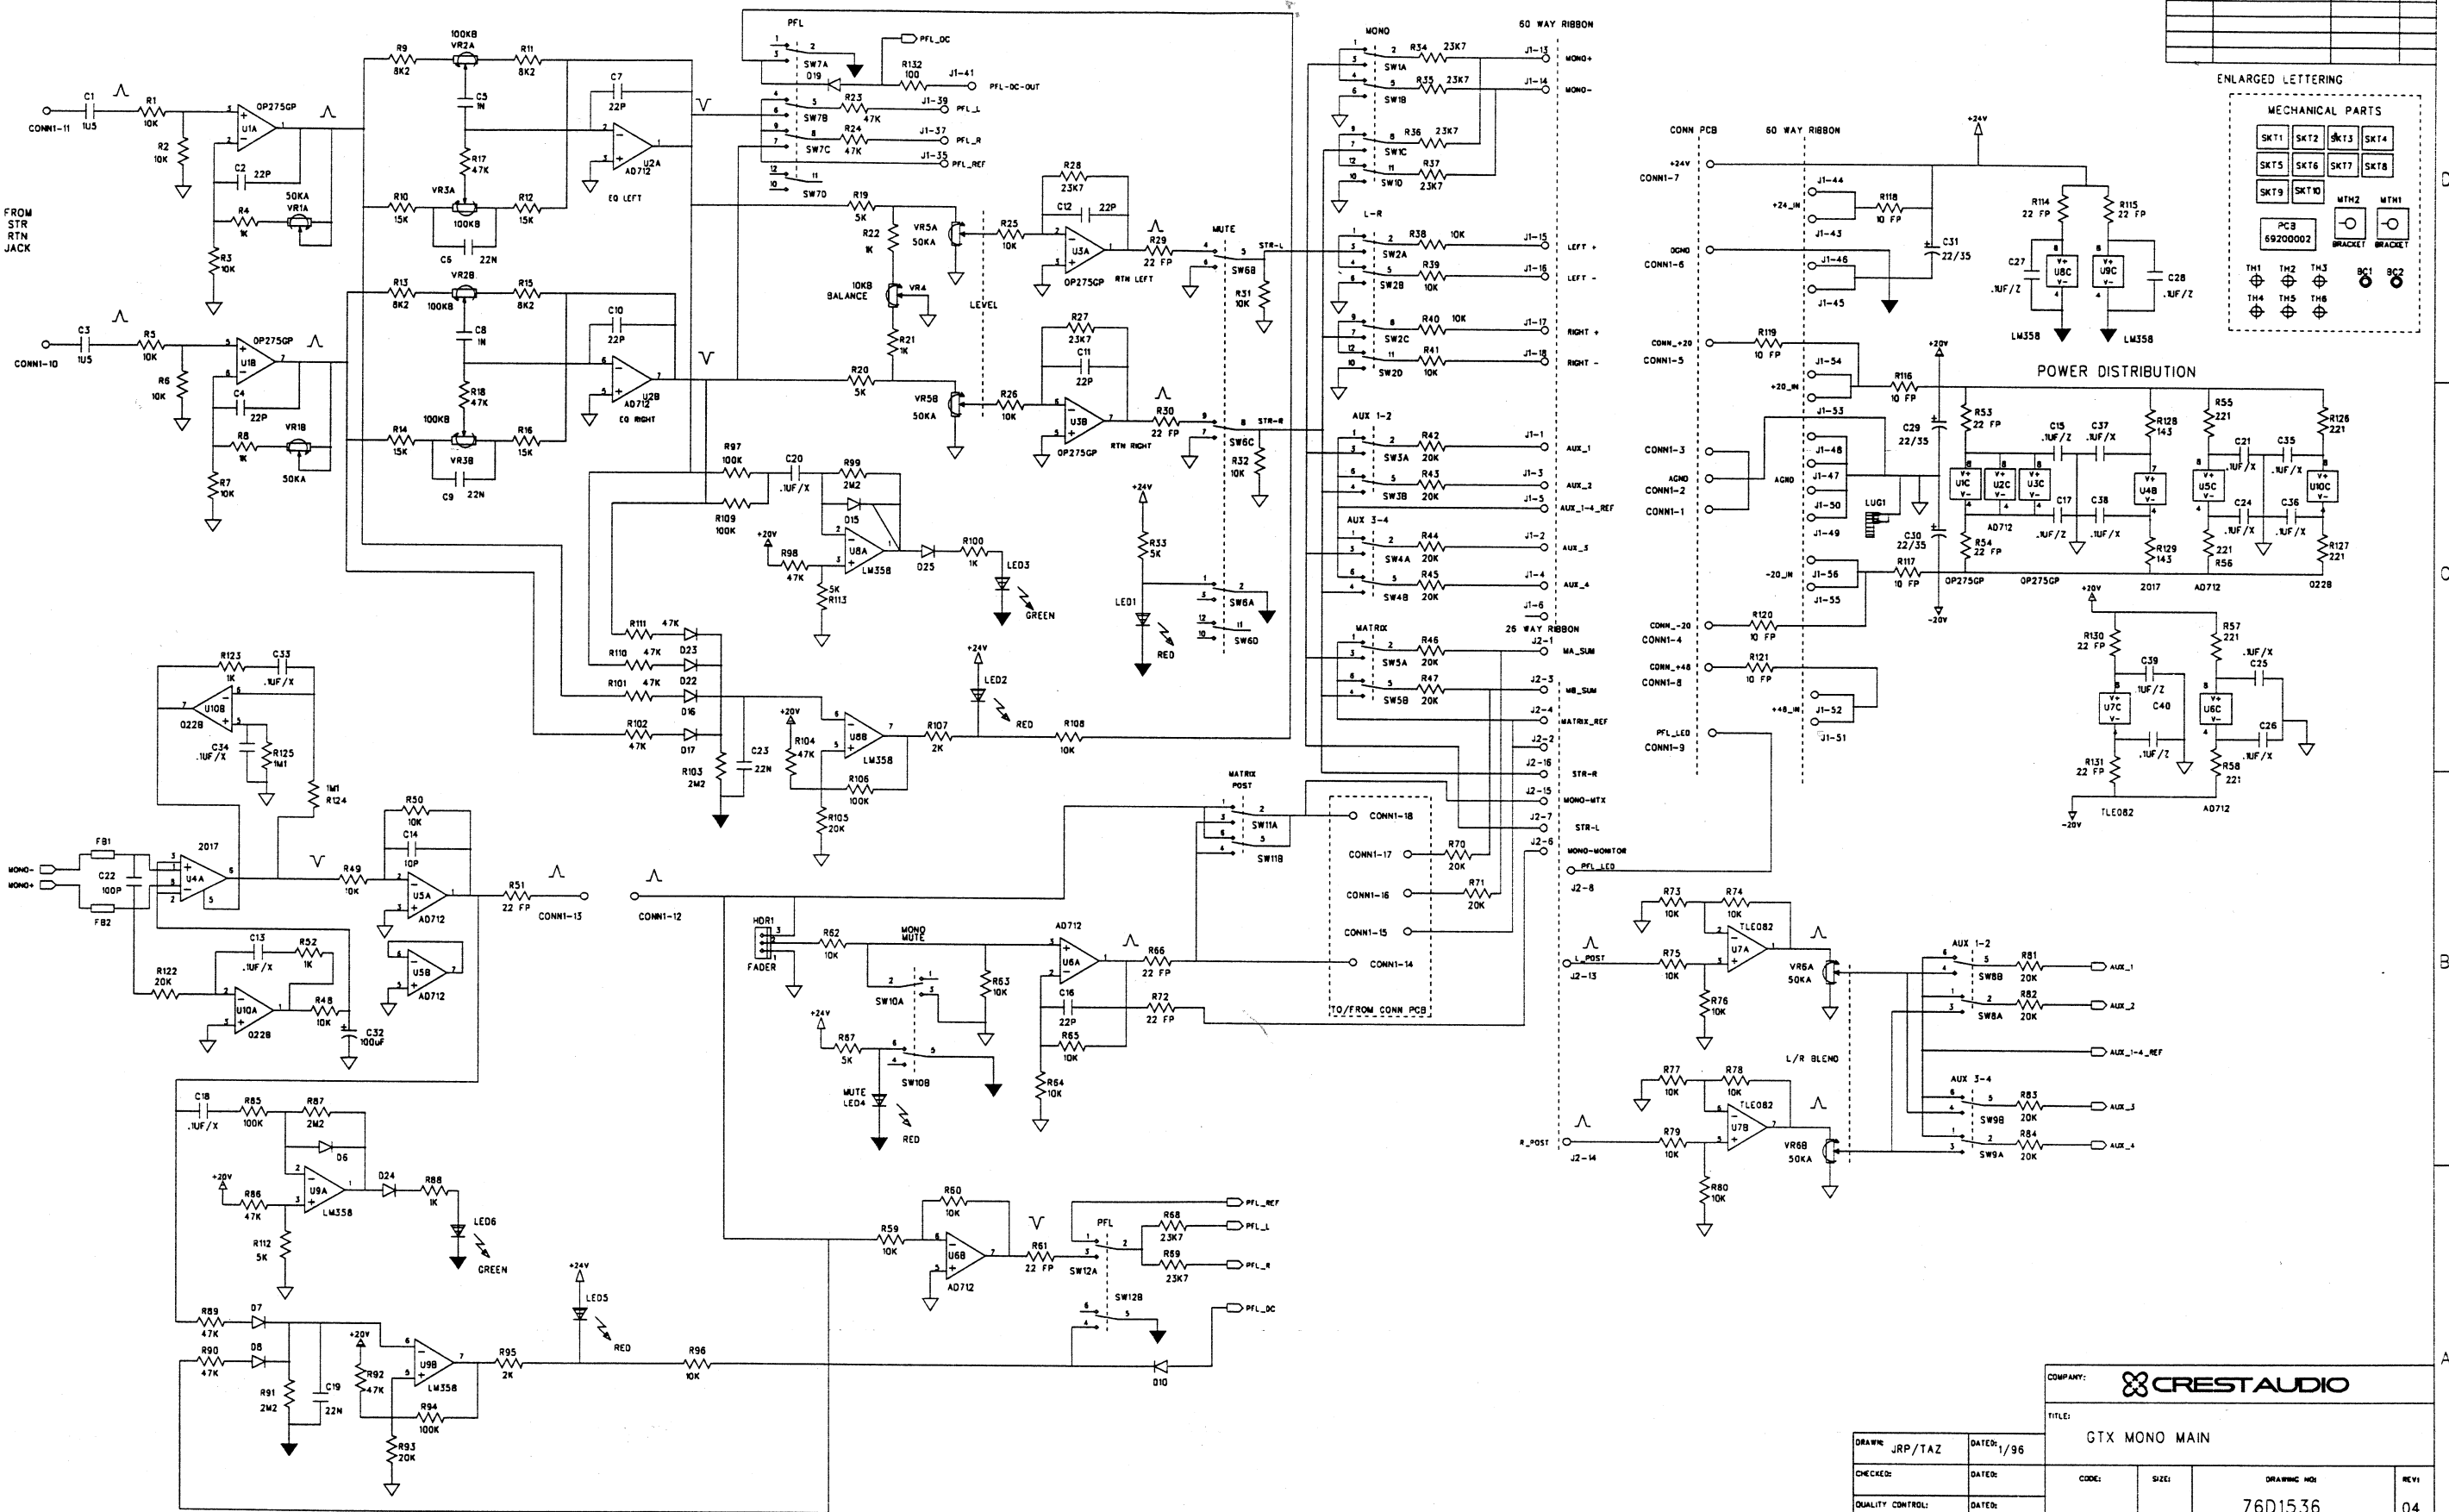 FROM
STR
RTN
JACK
CONN1-11
C1
1U5
R1
10K
R2
10K
OP275GP
U1A
C2 22P
R4
1K
50KA
VR1A
R3
10K
CONN1-10
C3
1U5
R5
10K
R6
10K
OP275GP
U1B
C4
22P
R8
1K
VR1B
50KA
R7
10K
R9
8K2
100KB
VR2A
R11
8K2
C5
1N
R17
47K
C7
22P
U2A
AD712
EQ LEFT
R10
15K
VR3A
100KB
R12
15K
C6 22N
VR2B
R13
8K2
100KB
R15
8K2
C8
1N
R18
47K
C10
22P
AD712
U2B
EQ RIGHT
R14
15K
100KB
VR3B
R16
15K
C9 22N
PFL
SW7A
D19
PFL_DC
R132
100
J1-41
PFL-DC-OUT
SW7B
R23
47K
J1-39
PFL_L
SW7C
R24
47K
J1-37
PFL_R
J1-35
PFL_REF
SW7D
R19
5K
R22
1K
VR5A
50KA
10KB
BALANCE
VR4
LEVEL
R21
1K
R20
5K
VR5B
50KA
R28
23K7
C12 22P
R25
10K
U3A
OP275GP
RTN LEFT
R29
22 FP
MUTE
SW6B
STR-L
R31
10K
R27
23K7
C11
22P
R26
10K
U3B
OP275GP
RTN RIGHT
R30
22 FP
SW6C
STR-R
R32
10K
R97
100K
C20
.1UF/X
R99
2M2
D15
R109
100K
+20V
R98
47K
U8A
LM358
5K
R113
D25
R100
1K
LED3
GREEN
+24V
R33
5K
LED1
RED
SW6A
SW6D
R111 47K
D23
R110 47K
D22
R101 47K
D16
R102
47K
D17
R103
2M2
C23
22N
+20V
R104
47K
U8B
LM358
R106
100K
R105
20K
R107
2K
+24V
LED2
RED
R108
10K
MONO
SW1A
R34 23K7
J1-13
MONO+
SW1B
R35 23K7
J1-14
MONO-
SW1C
R36 23K7
SW1D
R37
23K7
60 WAY RIBBON
L-R
SW2A
R38 10K
J1-15
LEFT +
SW2B
R39
10K
J1-16
LEFT -
SW2C
R40 10K
J1-17
RIGHT +
SW2D
R41
10K
J1-18
RIGHT -
AUX 1-2
SW3A
R42
20K
J1-1
AUX_1
SW3B
R43
20K
J1-3
AUX_2
J1-5
AUX_1-4_REF
AUX 3-4
SW4A
R44
20K
J1-2
AUX_3
SW4B
R45
20K
J1-4
AUX_4
J1-6
26 WAY RIBBON
MATRIX
SW5A
R46
20K
J2-1
MA_SUM
SW5B
R47
20K
J2-3
MB_SUM
J2-4
MATRIX_REF
J2-2
J2-16
STR-R
J2-15
MONO-MTX
J2-7
STR-L
J2-6
MONO-MONITOR
PFL_LED
J2-8
CONN PCB
60 WAY RIBBON
+24V
CONN1-7
DGND
CONN1-6
CONN_+20
CONN1-5
CONN1-3
AGND
CONN1-2
CONN1-1
CONN_-20
CONN1-4
CONN_+48
CONN1-8
PFL_LED
CONN1-9
J1-44
+24_IN
J1-43
R118
10 FP
J1-46
J1-45
C31
22/35
+24V
R114
22 FP
R115
22 FP
C27
.1UF/Z
U8C
U9C
C28
.1UF/Z
LM358
LM358
R119
10 FP
J1-54
+20_IN
J1-53
R116
10 FP
+20V
C29
22/35
J1-48
AGND
J1-47
J1-50
J1-49
LUG1
C30
22/35
-20V
-20_IN
J1-56
J1-55
R117
10 FP
R120
10 FP
R121
10 FP
+48_IN
J1-52
J1-51
POWER DISTRIBUTION
R53
22 FP
C15
.1UF/Z
C37
.1UF/X
R128
143
R55
221
C21
.1UF/X
C35
.1UF/X
R126
221
U1C
U2C
U3C
U4B
U5C
U10C
R54
22 FP
AD712
C17
.1UF/Z
C38
.1UF/X
R129
143
221
R56
C24
.1UF/X
C36
.1UF/X
R127
221
OP275GP
OP275GP
2017
AD712
0228
+20V
R130
22 FP
C39
.1UF/Z
R57
221
.1UF/X
C25
U7C
C40
.1UF/Z
U6C
C26
.1UF/X
R131
22 FP
R58
221
-20V
TLE082
AD712
ENLARGED LETTERING
MECHANICAL PARTS
SKT1 SKT2 SKT3 SKT4
SKT5 SKT6 SKT7 SKT8
SKT9 SKT10
PCB
69200002
MTH2
BRACKET
MTH1
BRACKET
TH1 TH2 TH3
BC1 BC2
TH4 TH5 TH6
R123
1K
C33
.1UF/X
U10B
0228
C34
.1UF/X
R125
1M1
1M1
R124
MONO-
MONO+
FB1
C22
100P
FB2
2017
U4A
R49
10K
R50
10K
C14
10P
U5A
AD712
R51
22 FP
CONN1-13
U5B
AD712
R122
20K
C13
.1UF/X
R52
1K
U10A
0228
R48
10K
C32
100uF
CONN1-12
HDR1
FADER
R62
10K
MONO
MUTE
SW10A
R63
10K
+24V
R67
5K
MUTE
LED4
RED
SW10B
AD712
U6A
C16
22P
R65
10K
R64
10K
R66
22 FP
R72
22 FP
MATRIX
POST
SW11A
SW11B
CONN1-18
CONN1-17
CONN1-16
CONN1-15
CONN1-14
TO/FROM CONN PCB
R70
20K
R71
20K
C18
.1UF/X
R85
100K
R87
2M2
D6
+20V
R86
47K
U9A
LM358
R112
5K
D24
R88
1K
LED6
GREEN
R89
47K
D7
R90
47K
D8
R91
2M2
C19
22N
+20V
R92
47K
U9B
LM358
R94
100K
R93
20K
R95
2K
+24V
LED5
RED
R96
10K
R60
10K
R59
10K
U6B
AD712
R61
22 FP
PFL
SW12A
R68
23K7
R69
23K7
PFL_REF
PFL_L
PFL_R
SW12B
PFL_DC
D10
L_POST
J2-13
R73
10K
R74
10K
R75
10K
TLE082
U7A
R76
10K
VR6A
50KA
R77
10K
R78
10K
TLE082
U7B
R_POST
J2-14
R79
10K
R80
10K
VR6B
50KA
L/R BLEND
AUX 1-2
SW8B
R81
20K
AUX_1
SW8A
R82
20K
AUX_2
AUX_1-4_REF
AUX 3-4
SW9B
R83
20K
AUX_3
SW9A
R84
20K
AUX_4
COMPANY: CREST AUDIO
TITLE:
GTX MONO MAIN
DRAWN: JRP/TAZ DATED: 1/96
CHECKED: DATED: CODE: SIZE: DRAWING NO: REV:
QUALITY CONTROL: DATED: 76D1536 04
C
B
A